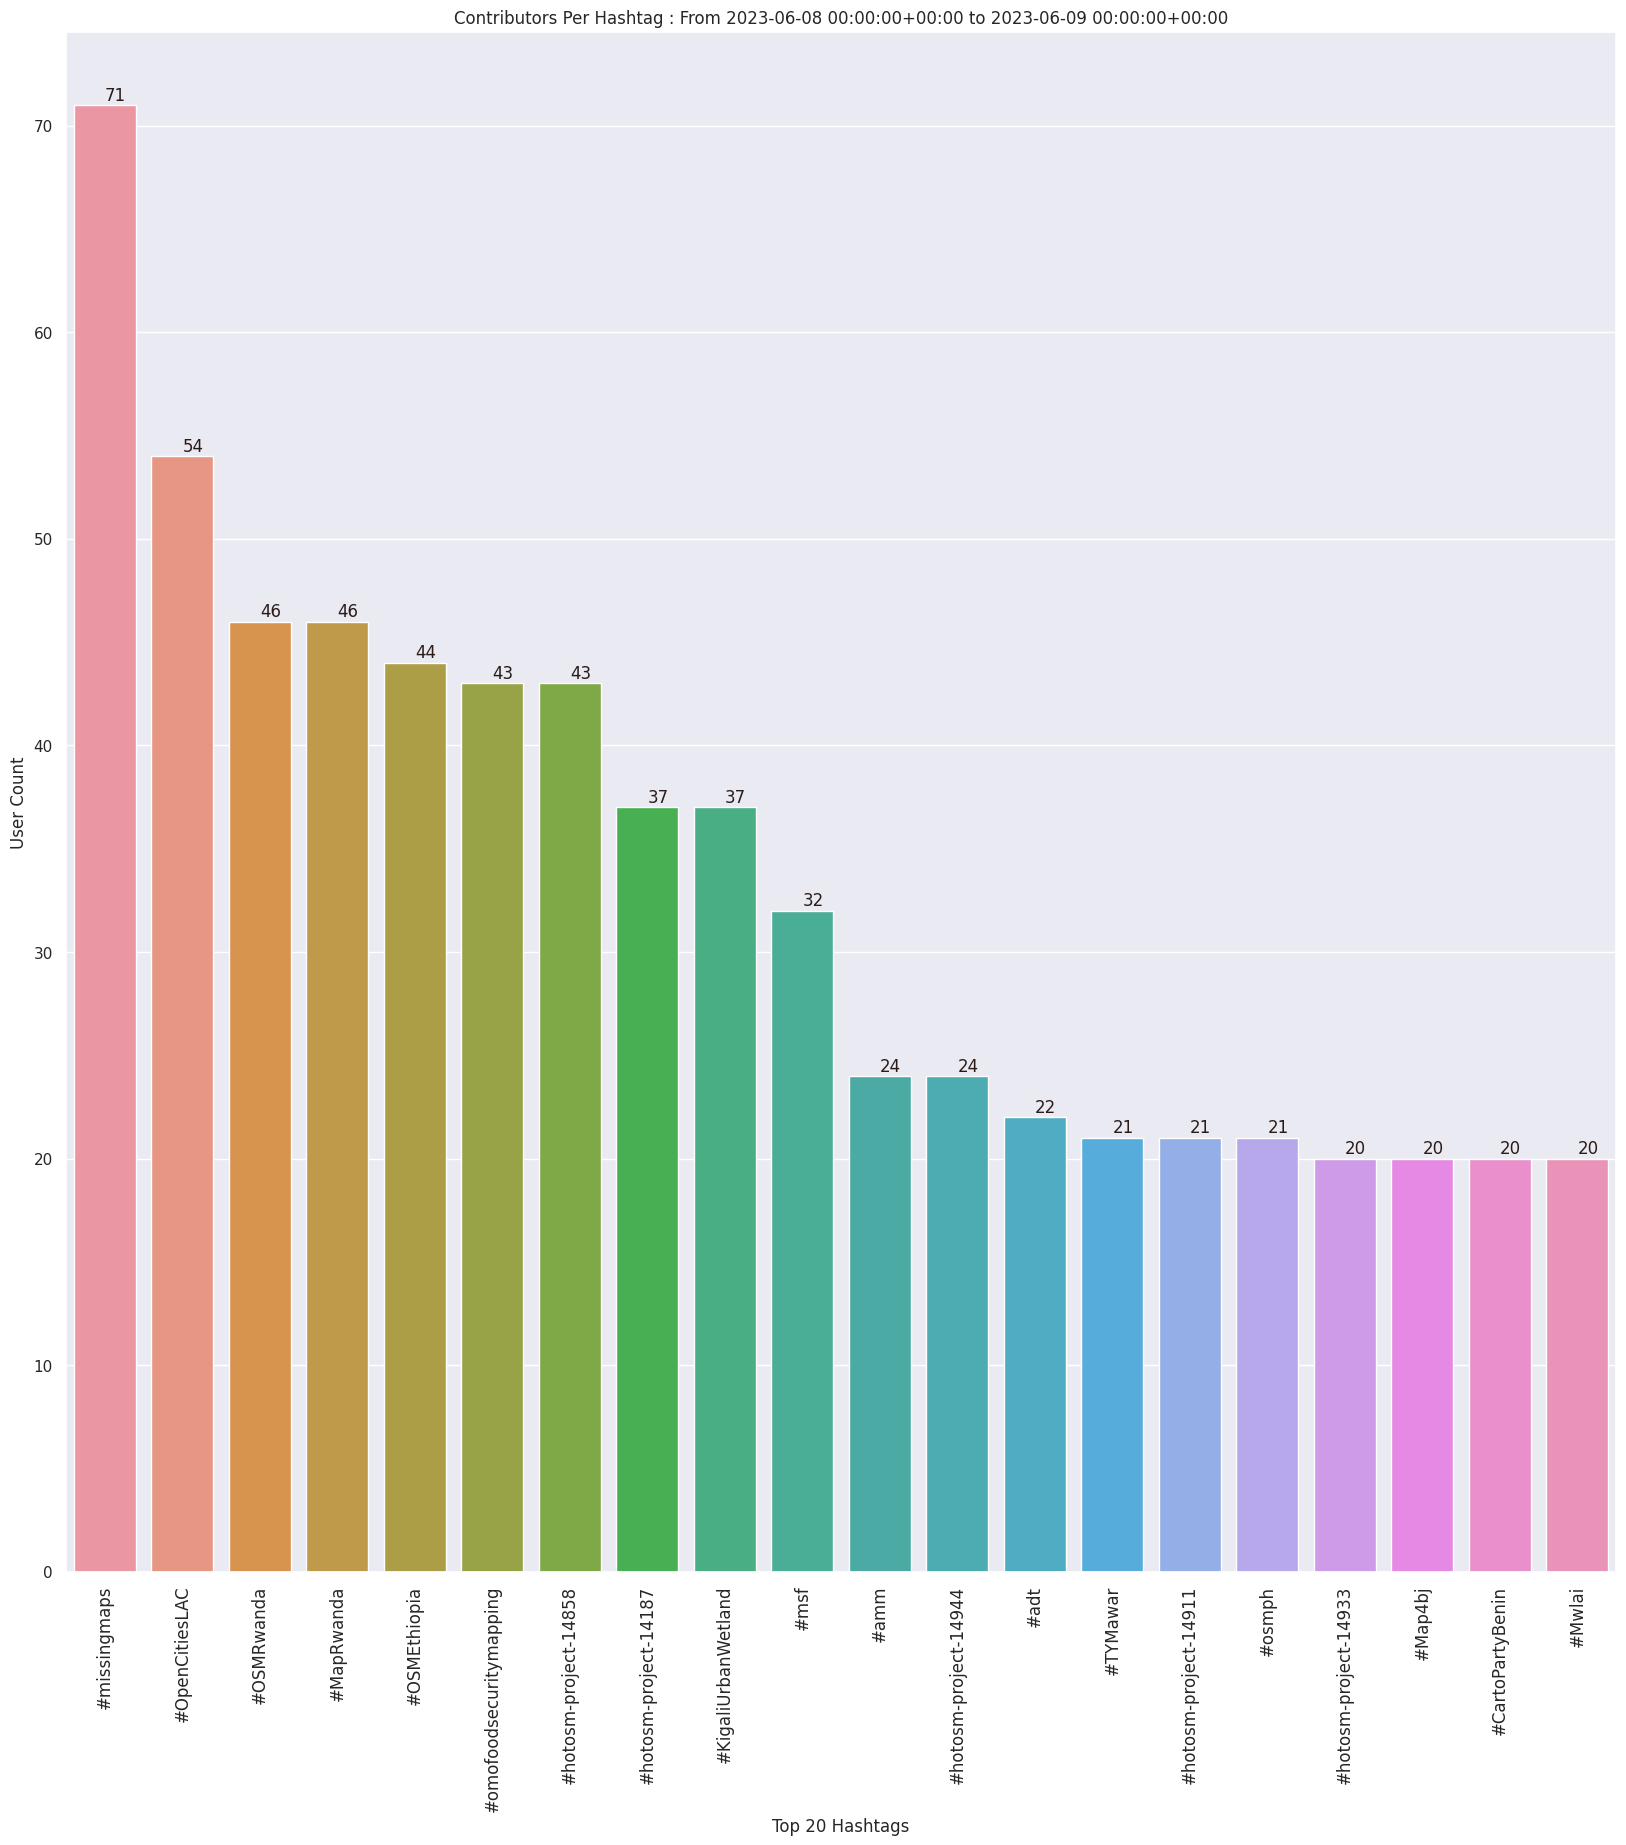 Contributors Per Hashtag : From 2023-06-08 00:00:00+00:00 to 2023-06-09 00:00:00+00:00
User Count
70
60
50
40
30
20
10
0
71
54
46
46
44
43
43
37
37
32
24
24
22
21
21
21
20
20
20
20
#missingmaps
#OpenCitiesLAC
#OSMRwanda
#MapRwanda
#OSMEthiopia
#omofoodsecuritymapping
#hotosm-project-14858
#hotosm-project-14187
#KigaliUrbanWetland
#msf
#amm
#hotosm-project-14944
#adt
#TYMawar
#hotosm-project-14911
#osmph
#hotosm-project-14933
#Map4bj
#CartoPartyBenin
#Mwlai
Top 20 Hashtags